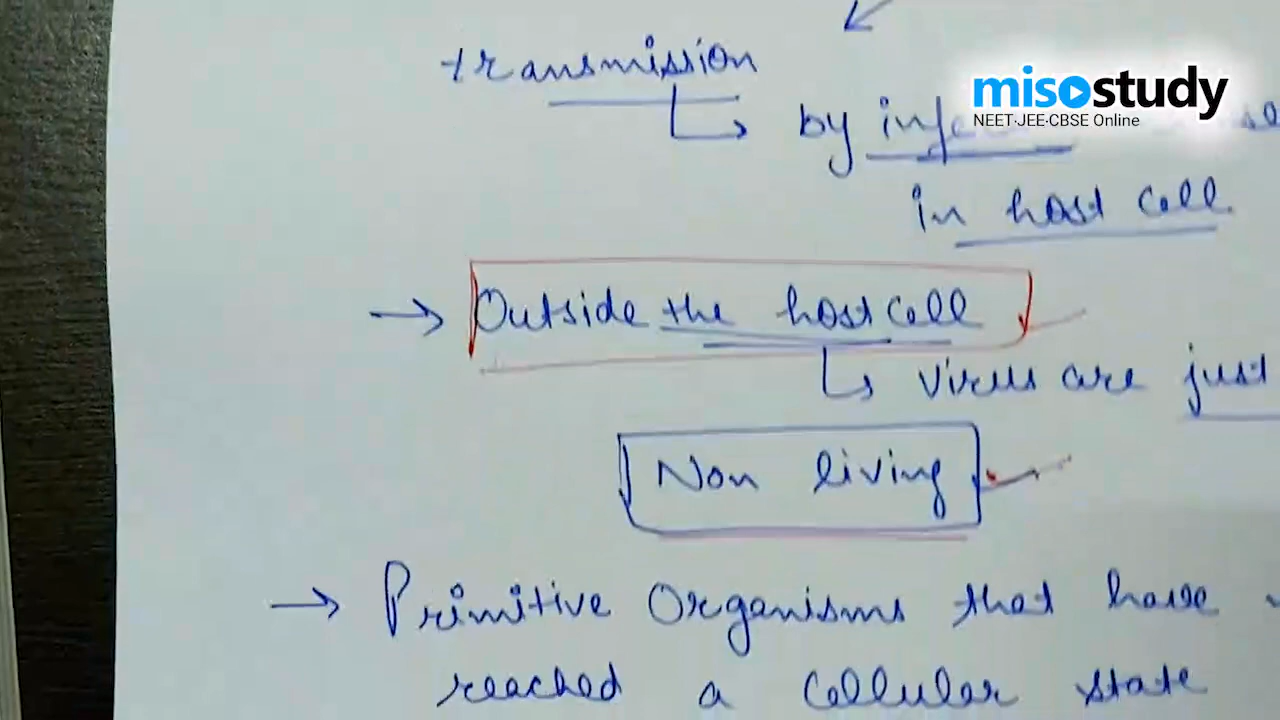 transmission
misostudy
NEET·JEE·CBSE Online
by
in host cell
→ Outside the host cell
↳ virus are just
Non living
→ Primitive Organisms that have
reached a cellular state